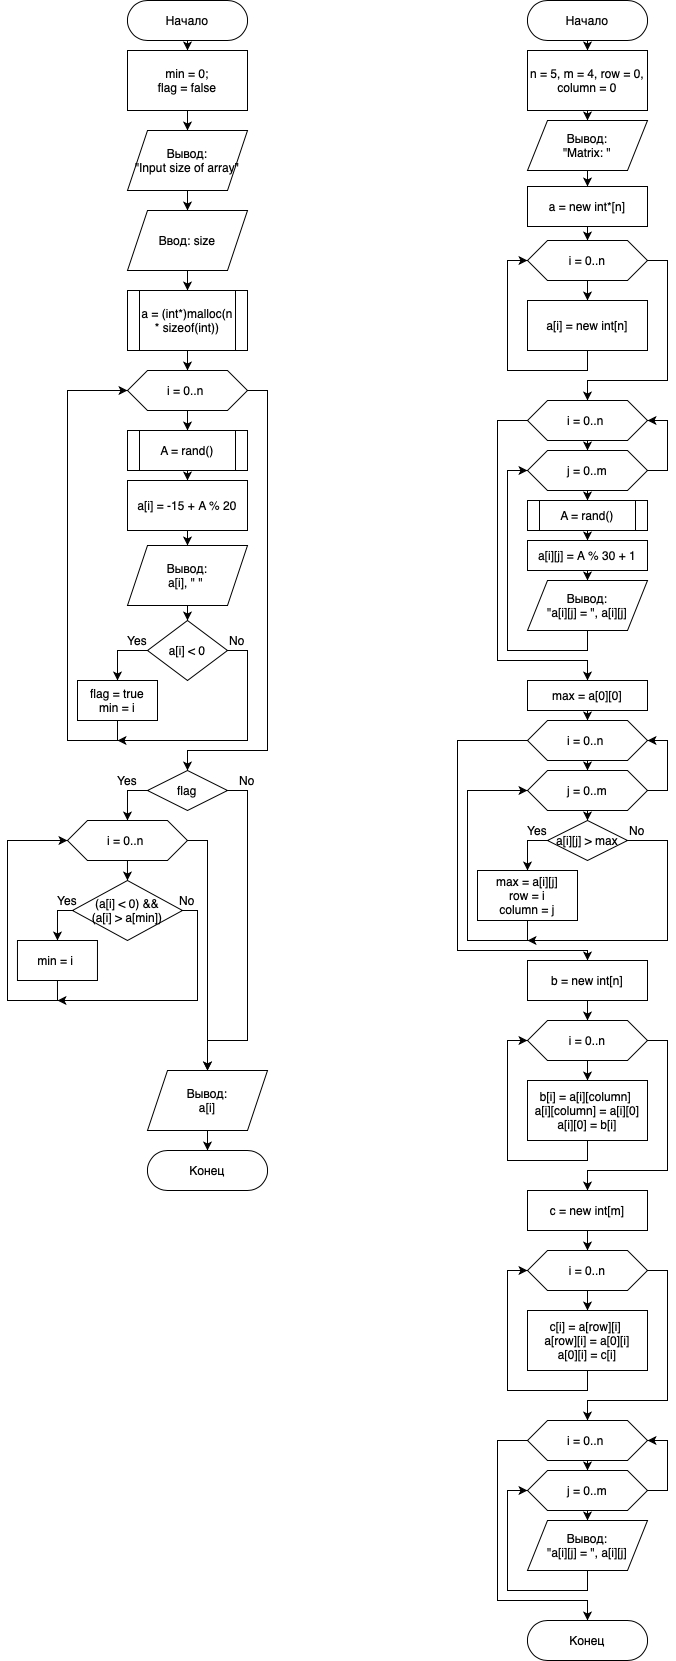 Начало
min = 0;
flag = false
Вывод:
"Input size of array"
Ввод: size
a = (int*)malloc(n
* sizeof(int))
i = 0..n
A = rand()
a[i] = -15 + A % 20
Вывод:
a[i], " "
a[i] < 0
Yes
No
flag = true
min = i
flag
Yes
No
i = 0..n
(a[i] < 0) &&
(a[i] > a[min])
Yes
No
min = i
Вывод:
a[i]
Конец
Начало
n = 5, m = 4, row = 0,
column = 0
Вывод:
"Matrix: "
a = new int*[n]
i = 0..n
a[i] = new int[n]
i = 0..n
j = 0..m
A = rand()
a[i][j] = A % 30 + 1
Вывод:
"a[i][j] = ", a[i][j]
max = a[0][0]
i = 0..n
j = 0..m
a[i][j] > max
Yes
No
max = a[i][j]
row = i
column = j
b = new int[n]
i = 0..n
b[i] = a[i][column]
a[i][column] = a[i][0]
a[i][0] = b[i]
c = new int[m]
i = 0..n
c[i] = a[row][i]
a[row][i] = a[0][i]
a[0][i] = c[i]
i = 0..n
j = 0..m
Вывод:
"a[i][j] = ", a[i][j]
Конец